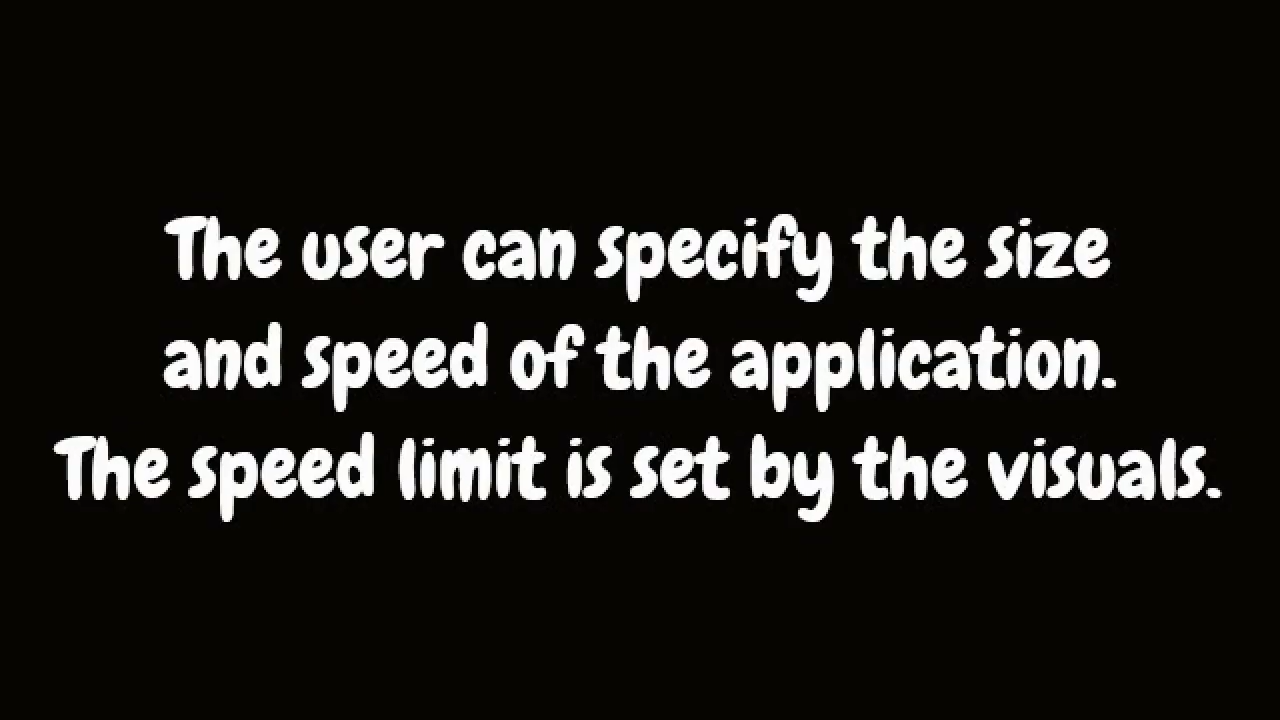 The user can specify the size
and speed of the application.
The speed limit is set by the visuals.